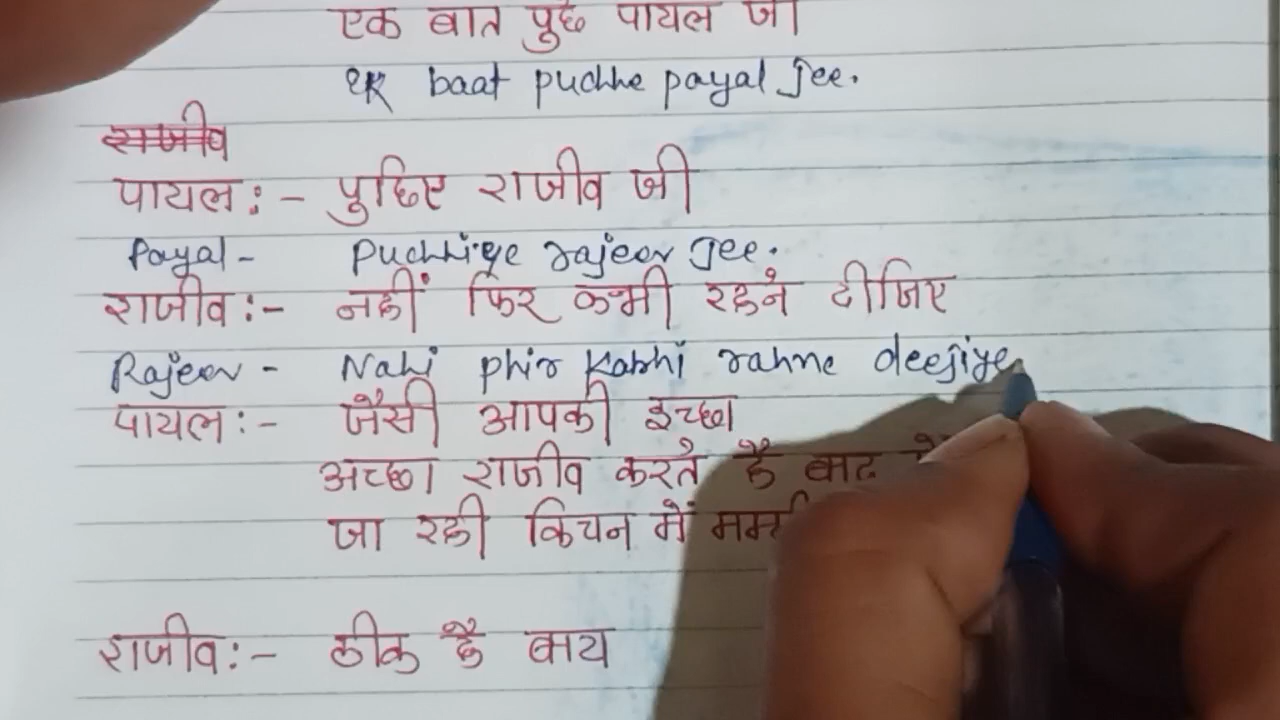 एक बात पुछे पायल जी
ek baat puchhe payal Jee.
राजीव
पायल :- पुछिए राजीव जी
Payal - Puchhiye rajeev Jee.
राजीव :- नहीं फिर कभी रहने दीजिए
Rajeev - Nahi phir Kabhi rahne deejiye
पायल :- जैसी आपकी इच्छा
अच्छा राजीव करते है बाद
जा रही किचन में
राजीव :- ठीक है बाय